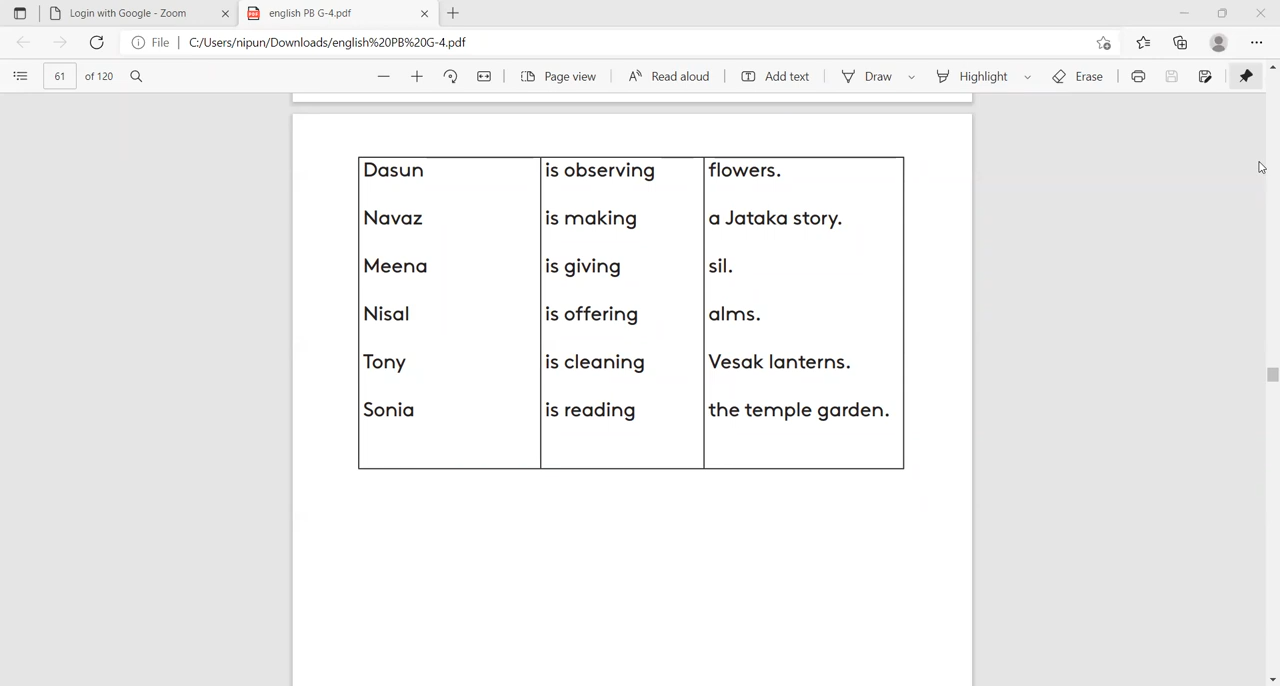 Login with Google - Zoom
english PB G-4.pdf
File | C:/Users/nipun/Downloads/english%20PB%20G-4.pdf
61 of 120 Page view Read aloud Add text Draw Highlight Erase
Dasun is observing flowers.
Navaz is making a Jataka story.
Meena is giving sil.
Nisal is offering alms.
Tony is cleaning Vesak lanterns.
Sonia is reading the temple garden.